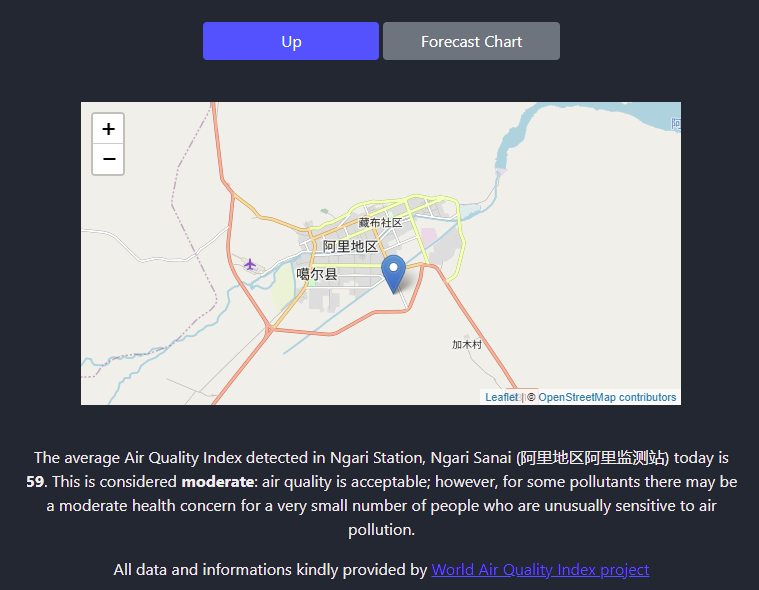 Up
Forecast Chart
+
−
阿
藏布社区
阿里地区
噶尔县
加木村
Leaflet | © OpenStreetMap contributors
The average Air Quality Index detected in Ngari Station, Ngari Sanai (阿里地区阿里监测站) today is
59. This is considered moderate: air quality is acceptable; however, for some pollutants there may be
a moderate health concern for a very small number of people who are unusually sensitive to air
pollution.
All data and informations kindly provided by World Air Quality Index project